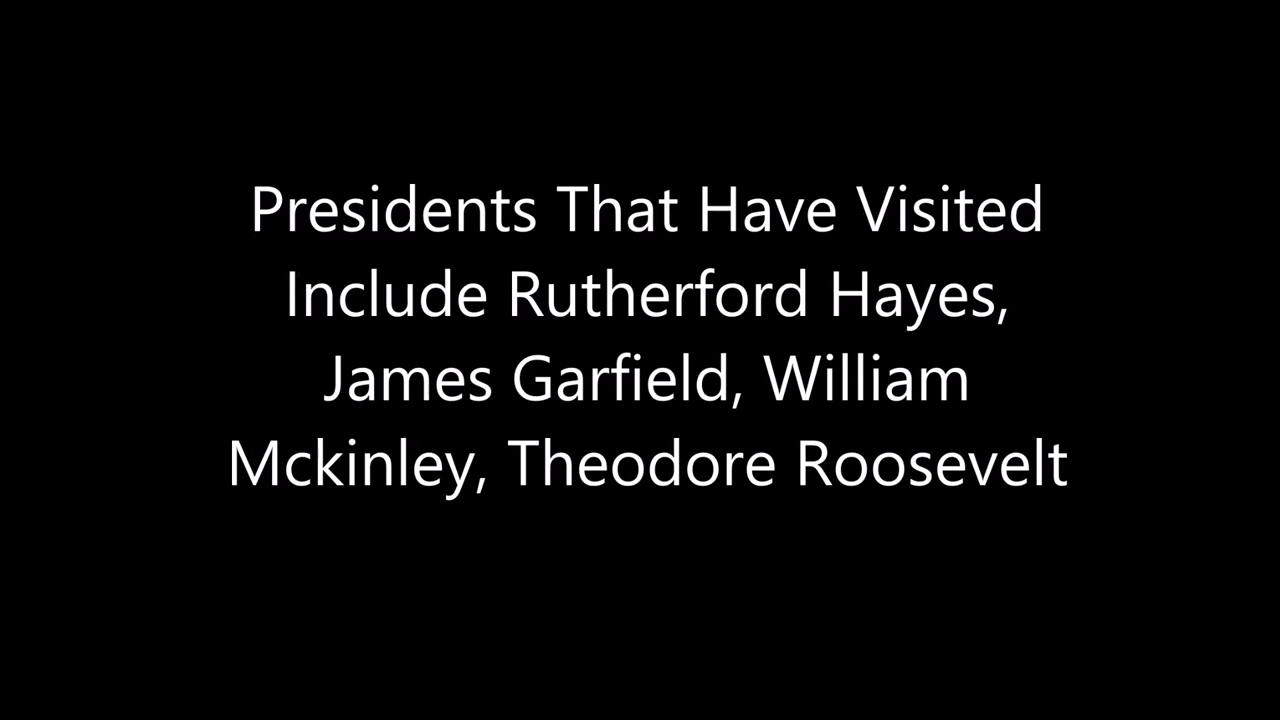 Presidents That Have Visited
Include Rutherford Hayes,
James Garfield, William
Mckinley, Theodore Roosevelt